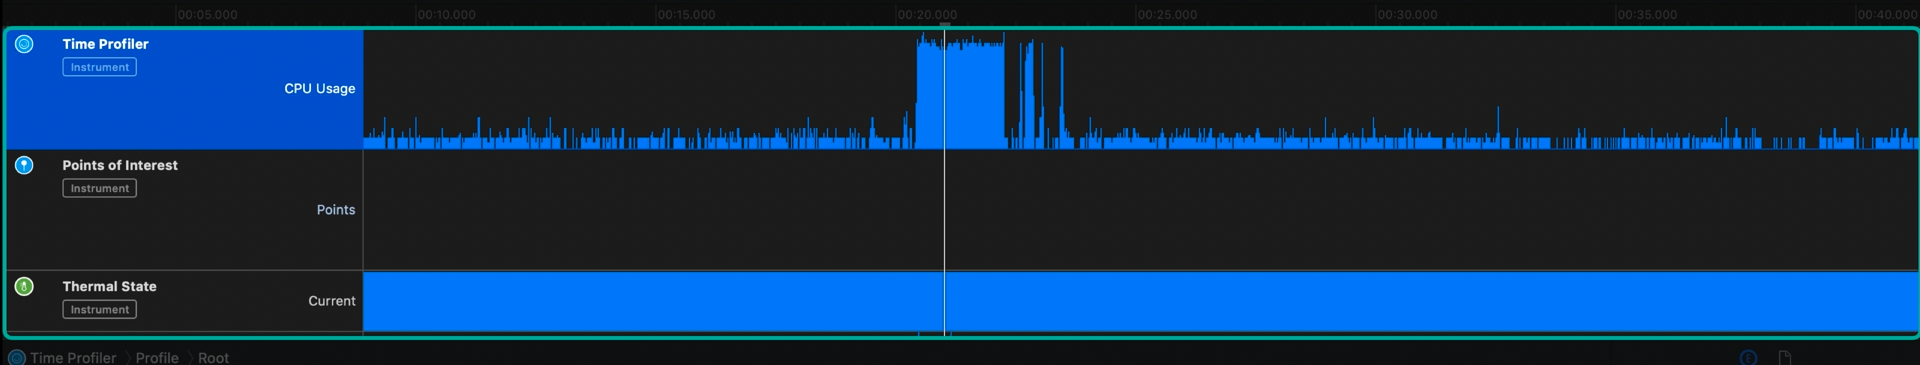 00:05.000 00:10.000 00:15.000 00:20.000 00:25.000 00:30.000 00:35.000 00:40.000
Time Profiler
Instrument
CPU Usage
Points of Interest
Instrument
Points
Thermal State
Instrument
Current
Time Profiler Profile Root
E